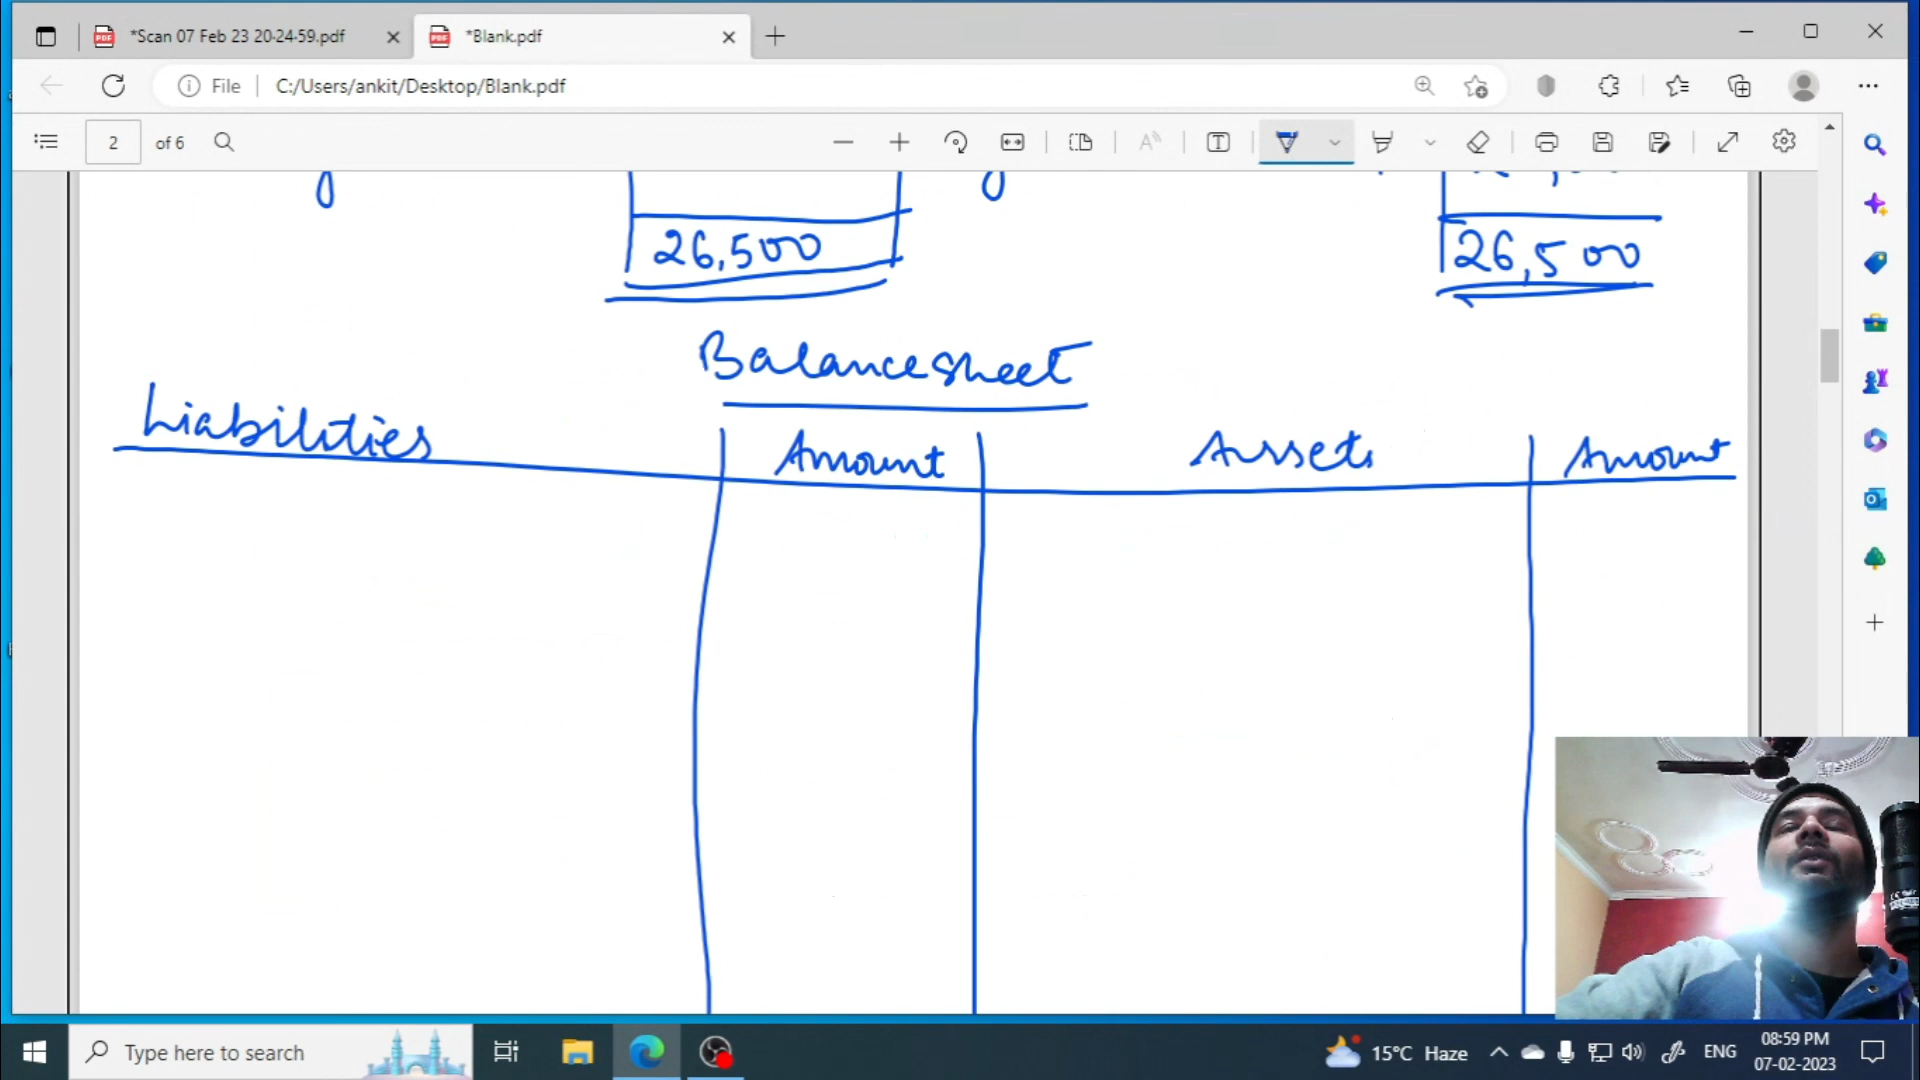 *Scan 07 Feb 23 20-24-59.pdf
*Blank.pdf
File
C:/Users/ankit/Desktop/Blank.pdf
2 of 6
26,500
26,500
Balancesheet
Liabilities
Amount
Assets
Amount
Type here to search
15°C Haze
ENG
08:59 PM
07-02-2023